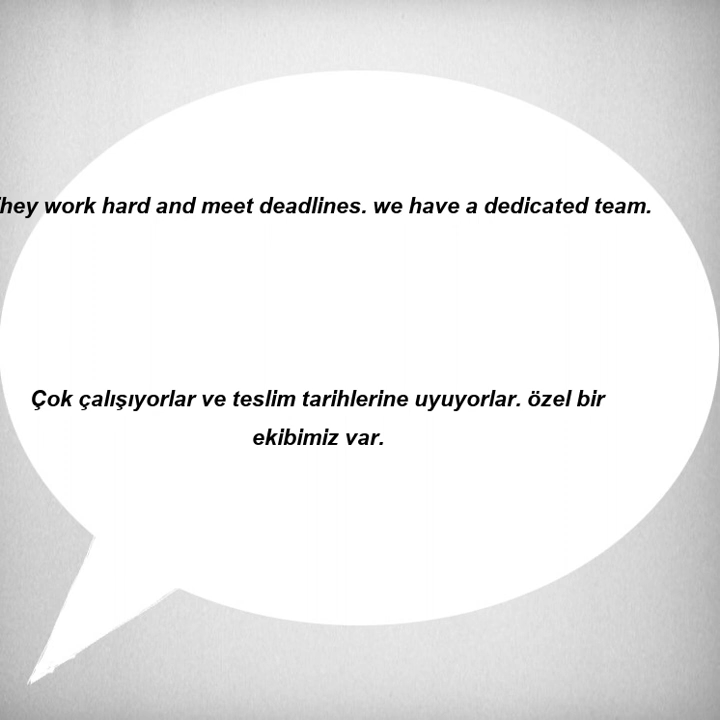 They work hard and meet deadlines. we have a dedicated team.
Çok çalışıyorlar ve teslim tarihlerine uyuyorlar. özel bir
ekibimiz var.